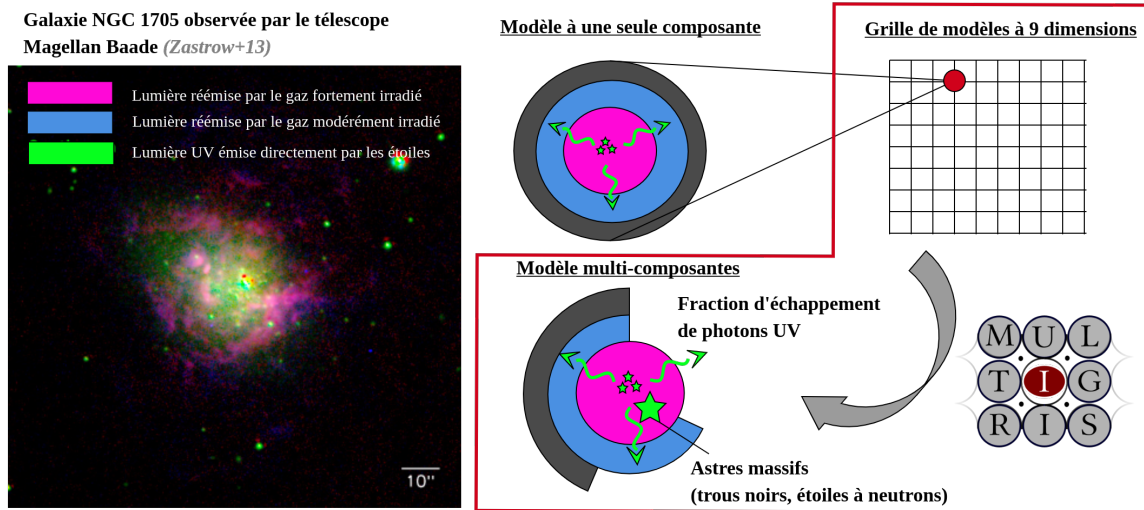 Galaxie NGC 1705 observée par le télescope
Magellan Baade (Zastrow+13)
Lumière réémise par le gaz fortement irradié
Lumière réémise par le gaz modérément irradié
Lumière UV émise directement par les étoiles
10"
Modèle à une seule composante
Grille de modèles à 9 dimensions
Modèle multi-composantes
Fraction d'échappement
de photons UV
Astres massifs
(trous noirs, étoiles à neutrons)
M U L
T I G
R I S